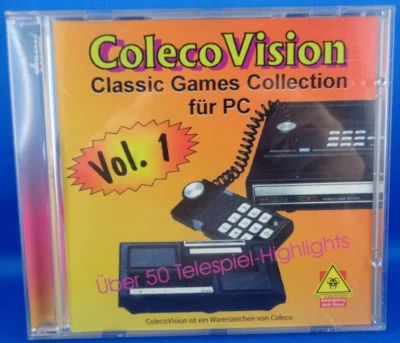 ColecoVision
Classic Games Collection
für PC
Vol. 1
Über 50 Telespiel-Highlights
ColecoVision ist ein Warenzeichen von Coleco